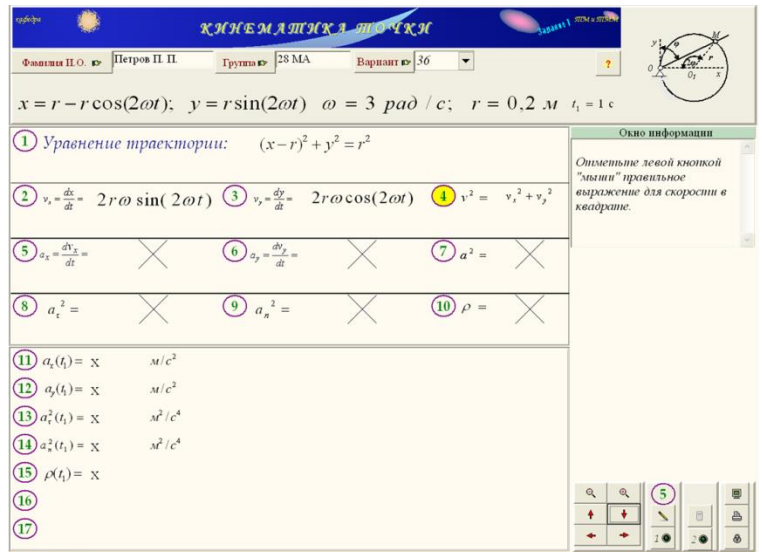 кафедра КИНЕМАТИКА ТОЧКИ Задание 1 ТМ и ТММ
Фамилия И.О. Петров П. П. Группа 28 МА Вариант 36 ?
x = r − r cos(2ωt); y = r sin(2ωt) ω = 3 рад / с; r = 0,2 м t₁ = 1 с
y φ M r 2ωt O O₁ x
1 Уравнение траектории: (x − r)² + y² = r²
2 vₓ = dx/dt = 2rω sin( 2ωt) 3 v_y = dy/dt = 2rω cos(2ωt) 4 v² = vₓ² + v_y²
5 aₓ = dvₓ/dt = 6 a_y = dv_y/dt = 7 a² =
8 a_τ² = 9 a_n² = 10 ρ =
11 aₓ(t₁) = X м/с²
12 a_y(t₁) = X м/с²
13 a_τ²(t₁) = X м²/с⁴
14 a_n²(t₁) = X м²/с⁴
15 ρ(t₁) = X
16
17
Окно информации
Отметьте левой кнопкой
"мыши" правильное
выражение для скорости в
квадрате.
5
1 2